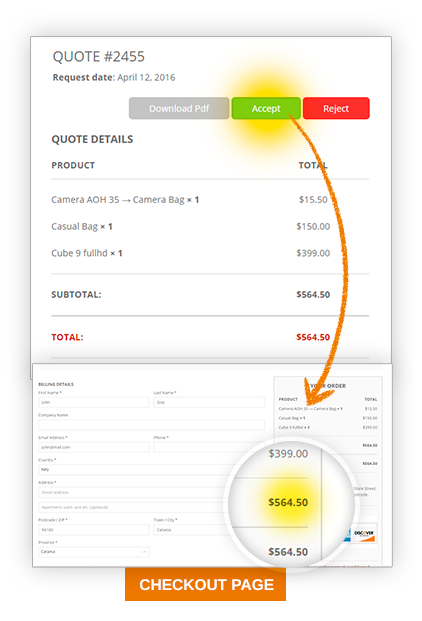 QUOTE #2455
Request date: April 12, 2016
Download Pdf Accept Reject
QUOTE DETAILS
PRODUCT TOTAL
Camera AOH 35 → Camera Bag × 1 $15.50
Casual Bag × 1 $150.00
Cube 9 fullhd × 1 $399.00
SUBTOTAL: $564.50
TOTAL: $564.50
BILLING DETAILS
First Name * Last Name *
John Doe
Company Name
Email Address * Phone *
john@mail.com
Country *
Italy
Address *
Street address
Apartment, suite, unit etc. (optional)
Postcode / ZIP * Town / City *
95100 Catania
Province *
Catania
YOUR ORDER
PRODUCT TOTAL
Camera AOH 35 → Camera Bag × 1 $15.50
Casual Bag × 1 $150.00
Cube 9 fullhd × 1 $399.00
$564.50
$564.50
$399.00
$564.50
$564.50
State Street,
DISCOVER
CHECKOUT PAGE